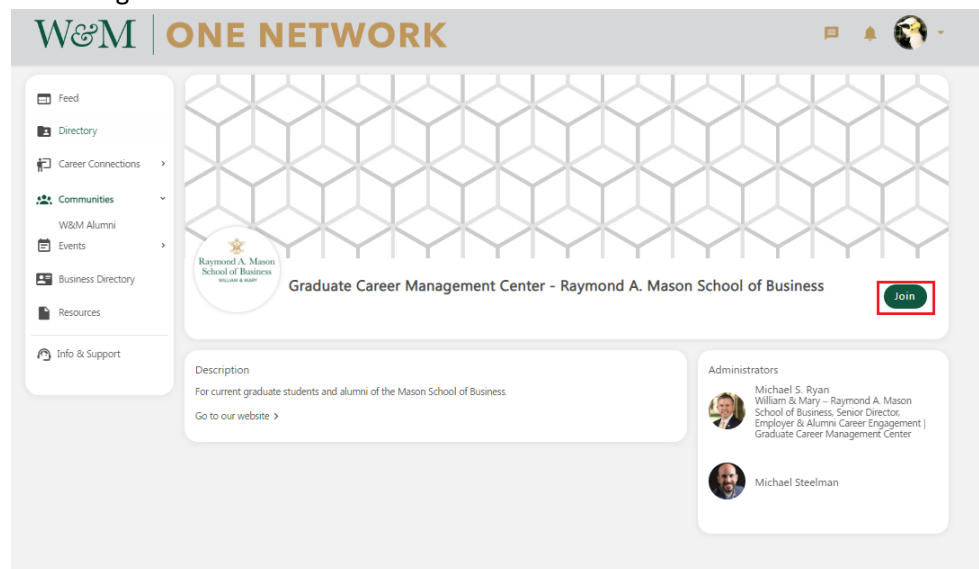 W&M | ONE NETWORK
Feed
Directory
Career Connections
Communities
W&M Alumni
Events
Business Directory
Resources
Info & Support
Raymond A. Mason
School of Business
WILLIAM & MARY
Graduate Career Management Center - Raymond A. Mason School of Business
Join
Description
For current graduate students and alumni of the Mason School of Business.
Go to our website >
Administrators
Michael S. Ryan
William & Mary – Raymond A. Mason
School of Business, Senior Director,
Employer & Alumni Career Engagement |
Graduate Career Management Center
Michael Steelman